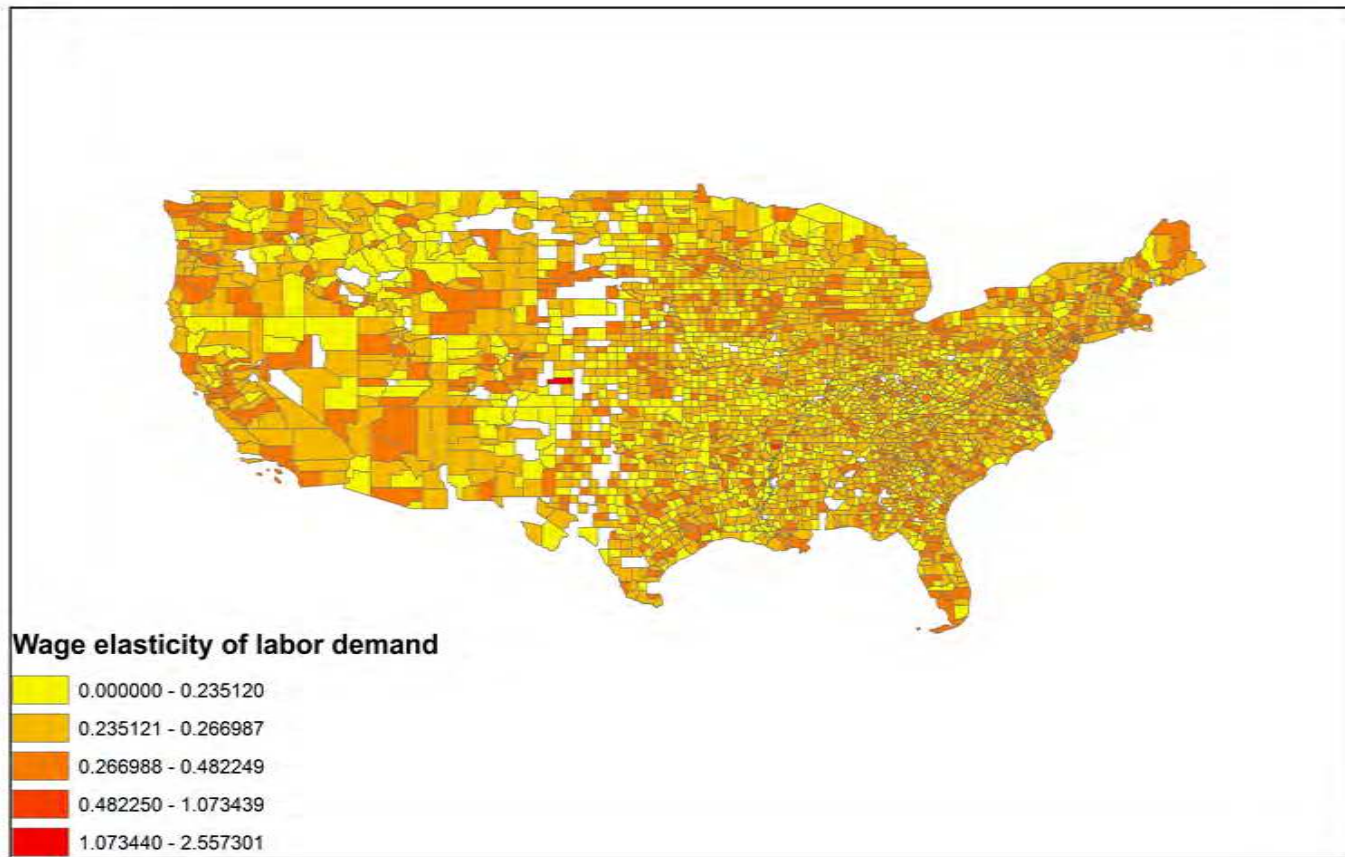 Wage elasticity of labor demand
0.000000 - 0.235120
0.235121 - 0.266987
0.266988 - 0.482249
0.482250 - 1.073439
1.073440 - 2.557301